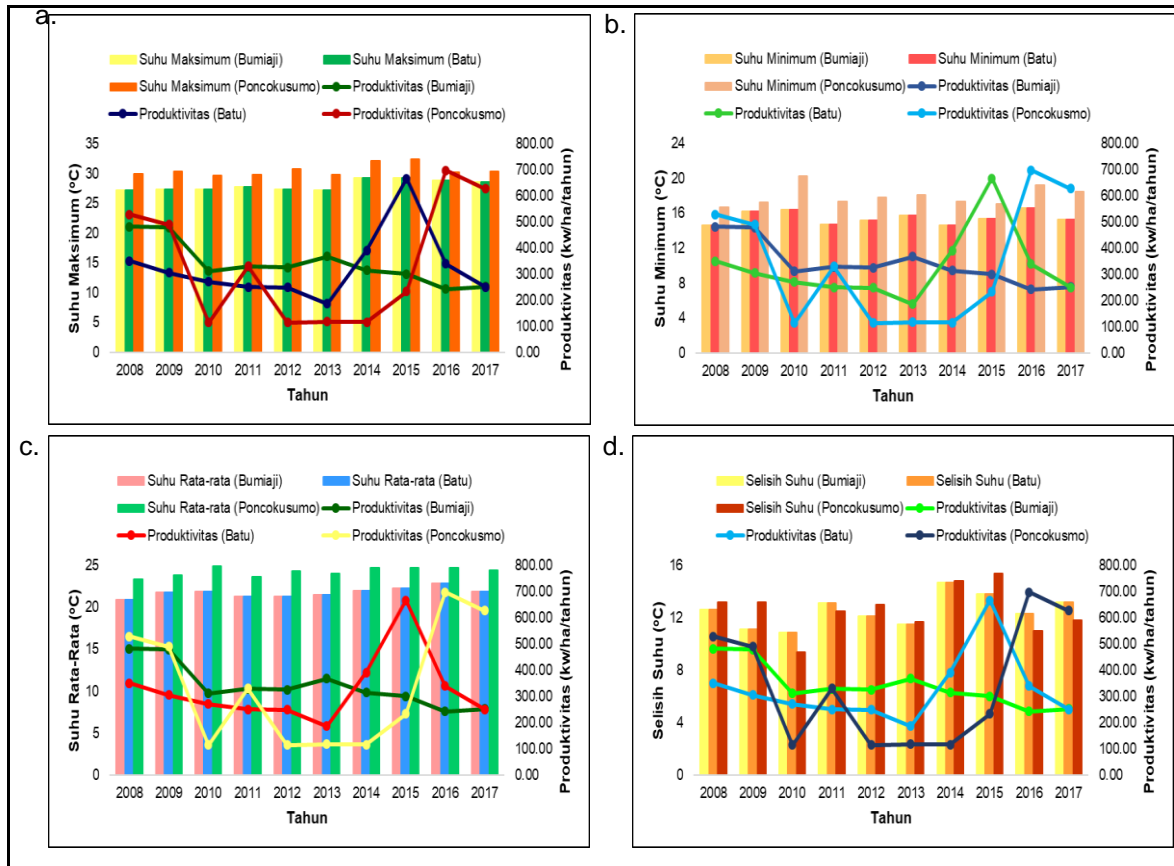 a.
Suhu Maksimum (Bumiaji) Suhu Maksimum (Batu)
Suhu Maksimum (Poncokusumo) Produktivitas (Bumiaji)
Produktivitas (Batu) Produktivitas (Poncokusmo)
Suhu Maksimum (°C)
35
30
25
20
15
10
5
0
800.00
700.00
600.00
500.00
400.00
300.00
200.00
100.00
0.00
Produktivitas (kw/ha/tahun)
2008 2009 2010 2011 2012 2013 2014 2015 2016 2017
Tahun
b.
Suhu Minimum (Bumiaji) Suhu Minimum (Batu)
Suhu Minimum (Poncokusumo) Produktivitas (Bumiaji)
Produktivitas (Batu) Produktivitas (Poncokusmo)
Suhu Minimum (°C)
24
20
16
12
8
4
0
800.00
700.00
600.00
500.00
400.00
300.00
200.00
100.00
0.00
Produktivitas (kw/ha/tahun)
2008 2009 2010 2011 2012 2013 2014 2015 2016 2017
Tahun
c.
Suhu Rata-rata (Bumiaji) Suhu Rata-rata (Batu)
Suhu Rata-rata (Poncokusumo) Produktivitas (Bumiaji)
Produktivitas (Batu) Produktivitas (Poncokusmo)
Suhu Rata-Rata (°C)
25
20
15
10
5
0
800.00
700.00
600.00
500.00
400.00
300.00
200.00
100.00
0.00
Produktivitas (kw/ha/tahun)
2008 2009 2010 2011 2012 2013 2014 2015 2016 2017
Tahun
d.
Selisih Suhu (Bumiaji) Selisih Suhu (Batu)
Selisih Suhu (Poncokusumo) Produktivitas (Bumiaji)
Produktivitas (Batu) Produktivitas (Poncokusmo)
Selisih Suhu (°C)
16
12
8
4
0
800.00
700.00
600.00
500.00
400.00
300.00
200.00
100.00
0.00
Produktivitas (kw/ha/tahun)
2008 2009 2010 2011 2012 2013 2014 2015 2016 2017
Tahun